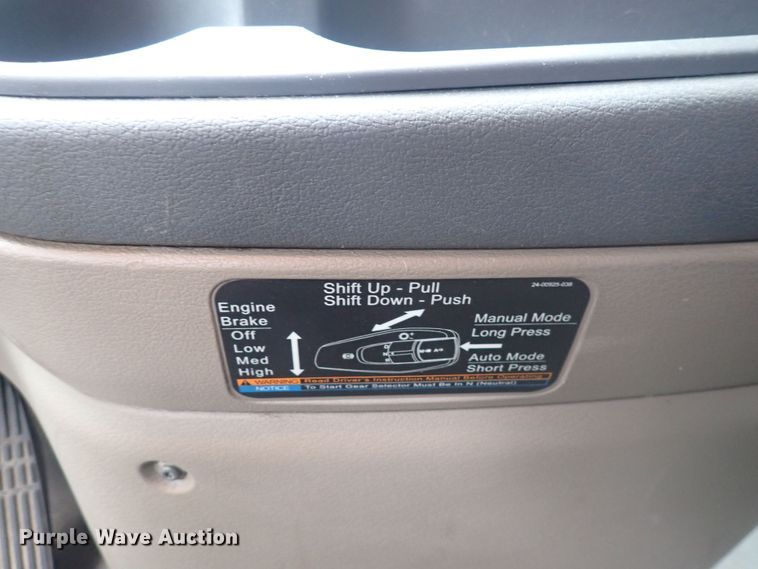 24-00925-038
Shift Up - Pull
Shift Down - Push
Engine
Brake
Off
Low
Med
High
Manual Mode
Long Press
Auto Mode
Short Press
WARNING Read Driver's Instruction Manual Before Operating
NOTICE To Start Gear Selector Must Be In N (Neutral)
Purple Wave Auction